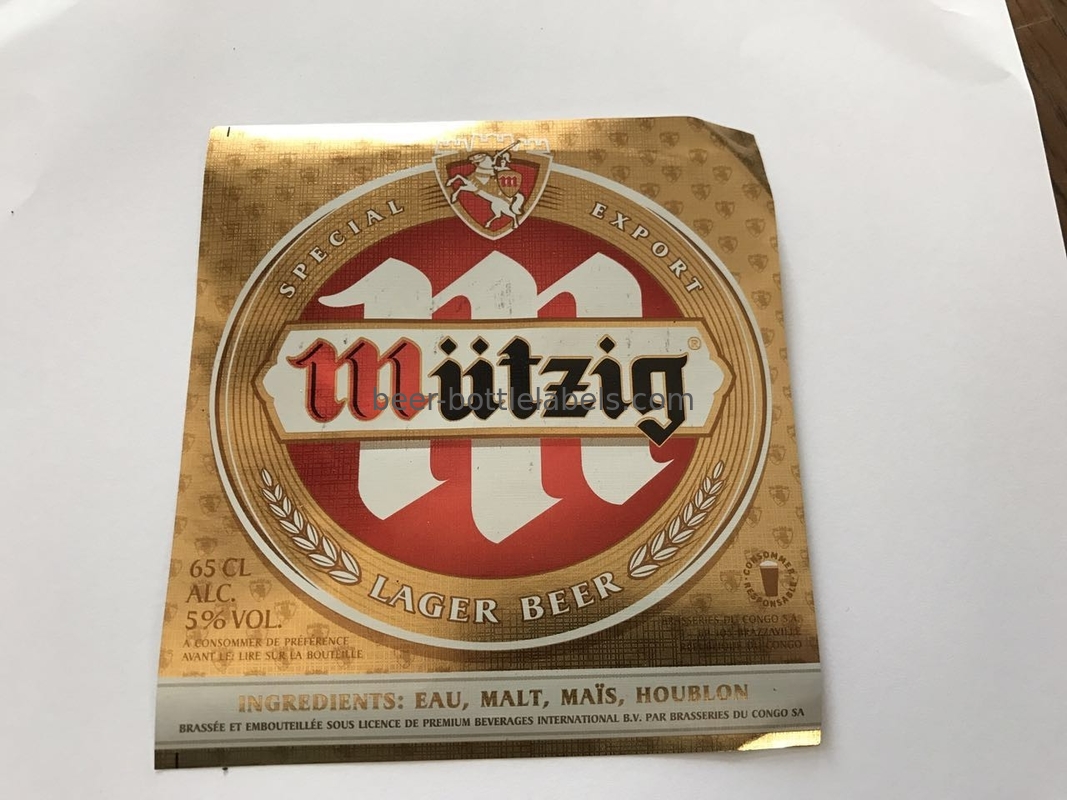 SPECIAL EXPORT
m
Mützig®
beer-bottlelabels.com
LAGER BEER
65 CL
ALC.
5% VOL.
A CONSOMMER DE PRÉFÉRENCE
AVANT LE: LIRE SUR LA BOUTEILLE
CONSOMMER RESPONSABLE
BRASSERIES DU CONGO S.A.
BRAZZAVILLE
CONGO
INGREDIENTS: EAU, MALT, MAÏS, HOUBLON
BRASSÉE ET EMBOUTEILLÉE SOUS LICENCE DE PREMIUM BEVERAGES INTERNATIONAL B.V. PAR BRASSERIES DU CONGO SA